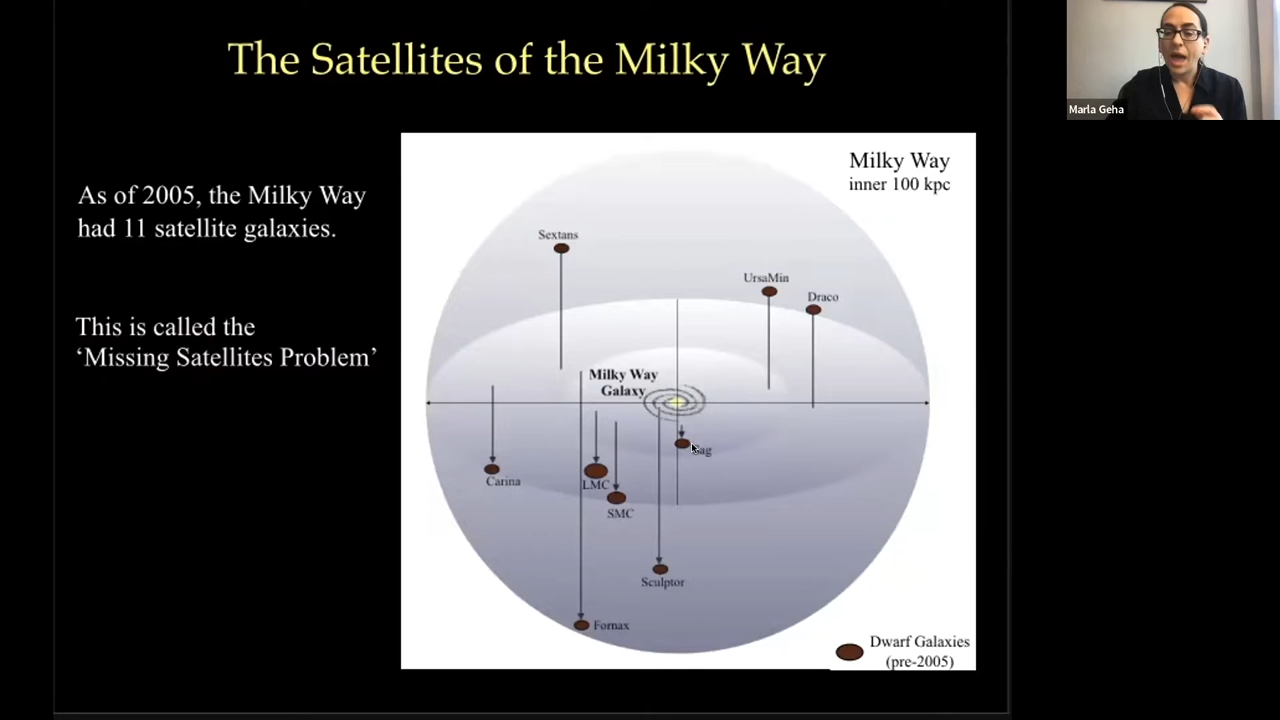 The Satellites of the Milky Way
Marla Geha
As of 2005, the Milky Way
had 11 satellite galaxies.
This is called the
‘Missing Satellites Problem’
Milky Way
inner 100 kpc
Sextans
UrsaMin
Draco
Milky Way
Galaxy
Sag
Carina
LMC
SMC
Sculptor
Fornax
Dwarf Galaxies
(pre-2005)